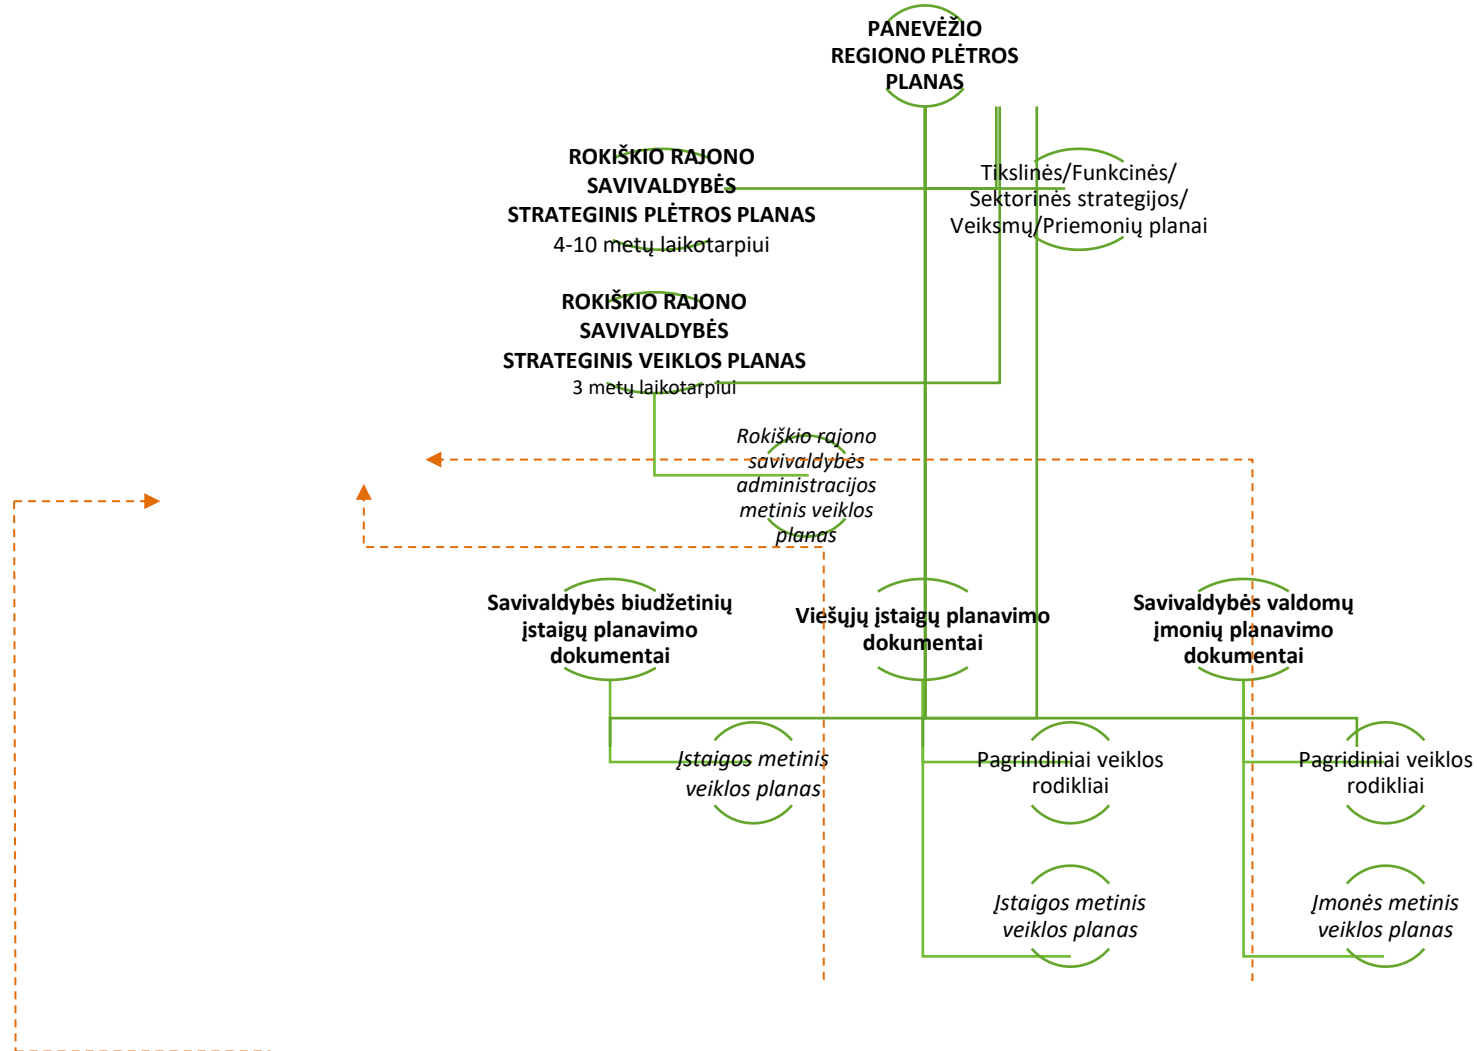 PANEVĖŽIO
REGIONO PLĖTROS
PLANAS
ROKIŠKIO RAJONO
SAVIVALDYBĖS
STRATEGINIS PLĖTROS PLANAS
4-10 metų laikotarpiui
Tikslinės/Funkcinės/
Sektorinės strategijos/
Veiksmų/Priemonių planai
ROKIŠKIO RAJONO
SAVIVALDYBĖS
STRATEGINIS VEIKLOS PLANAS
3 metų laikotarpiui
Rokiškio rajono
savivaldybės
administracijos
metinis veiklos
planas
Savivaldybės biudžetinių
įstaigų planavimo
dokumentai
Viešųjų įstaigų planavimo
dokumentai
Savivaldybės valdomų
įmonių planavimo
dokumentai
Įstaigos metinis
veiklos planas
Pagrindiniai veiklos
rodikliai
Pagridiniai veiklos
rodikliai
Įstaigos metinis
veiklos planas
Įmonės metinis
veiklos planas